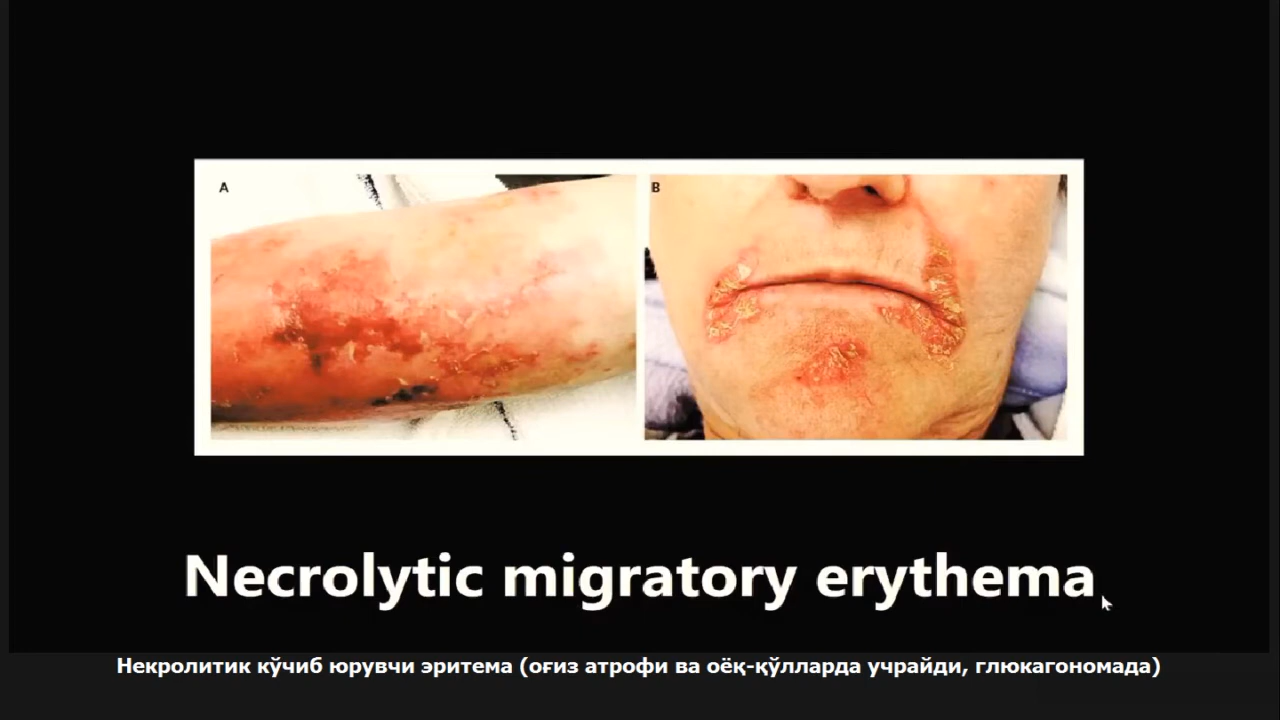 A
B
Necrolytic migratory erythema
Некролитик кўчиб юрувчи эритема (оғиз атрофи ва оёқ-қўлларда учрайди, глюкагономада)